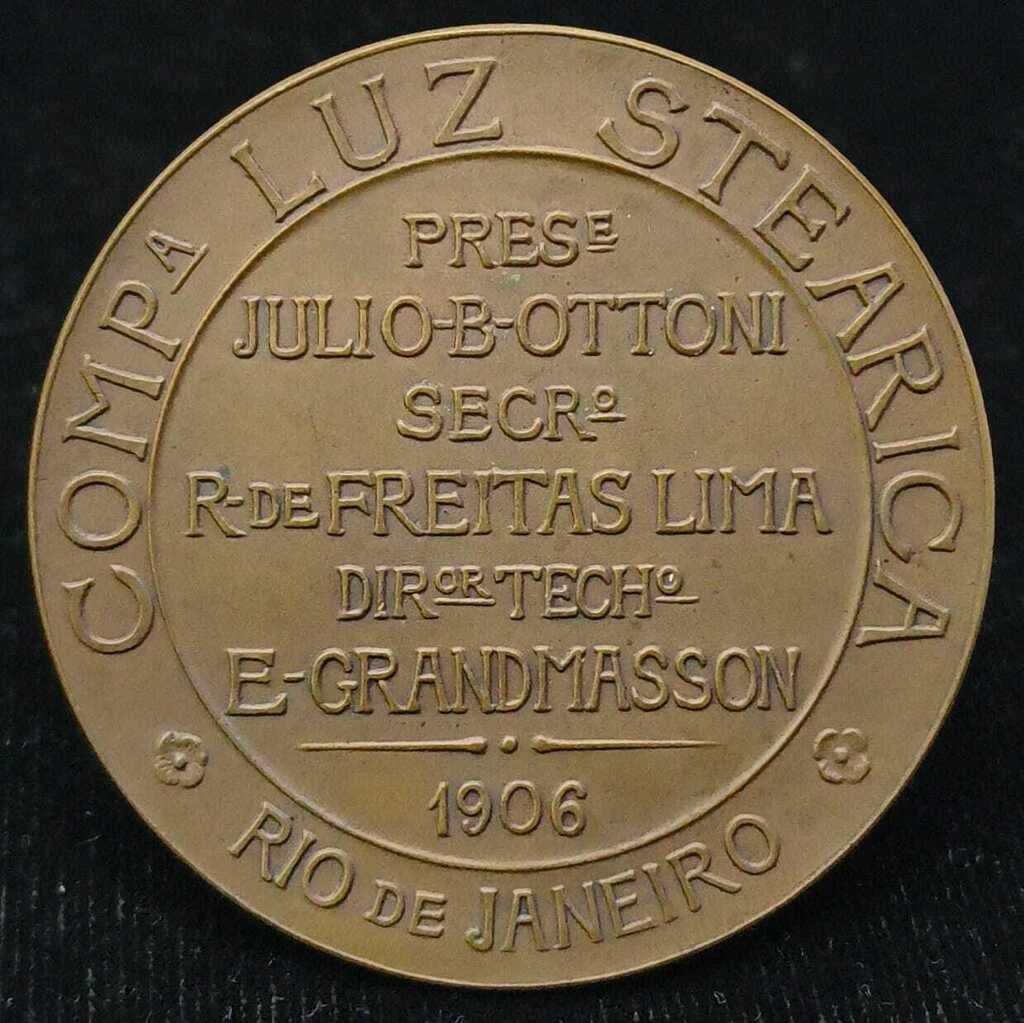 COMPA LUZ STEARICA
PRESE
JULIO-B-OTTONI
SECRº
R-DE FREITAS LIMA
DIROR TECHº
E-GRANDMASSON
1906
RIO DE JANEIRO